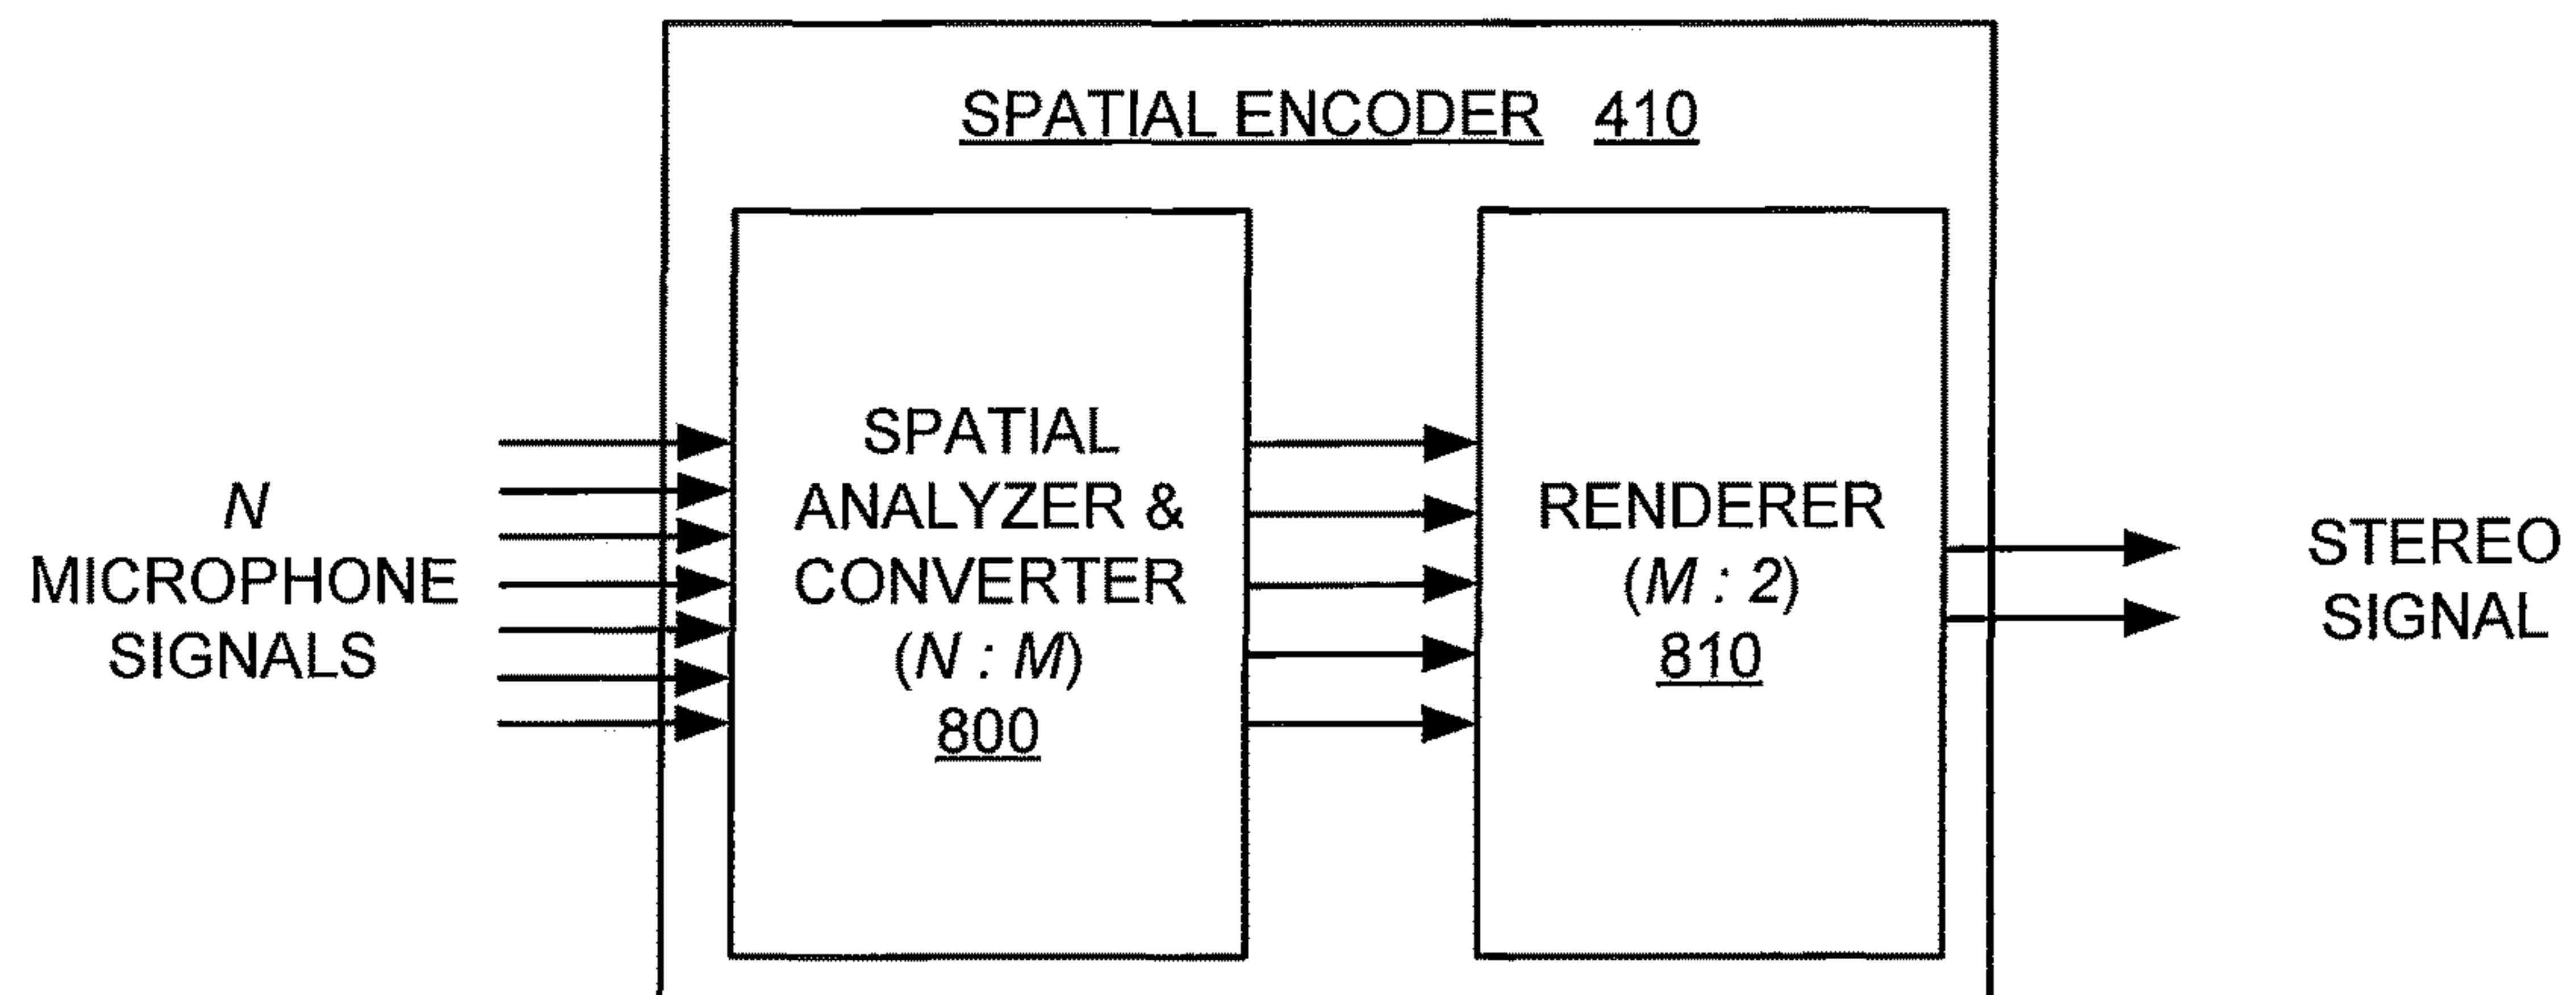 SPATIAL ENCODER 410
N
MICROPHONE
SIGNALS
SPATIAL
ANALYZER &
CONVERTER
(N : M)
800
RENDERER
(M : 2)
810
STEREO
SIGNAL